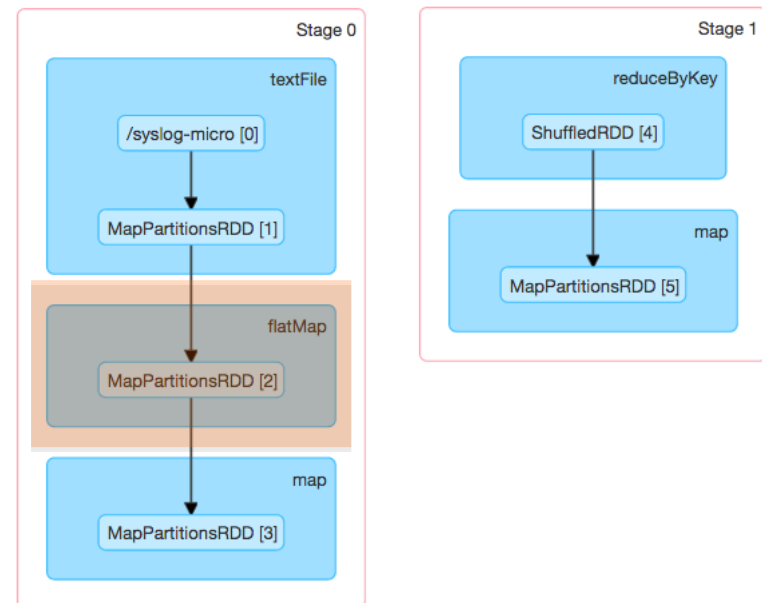 Stage 0
textFile
/syslog-micro [0]
MapPartitionsRDD [1]
flatMap
MapPartitionsRDD [2]
map
MapPartitionsRDD [3]
Stage 1
reduceByKey
ShuffledRDD [4]
map
MapPartitionsRDD [5]